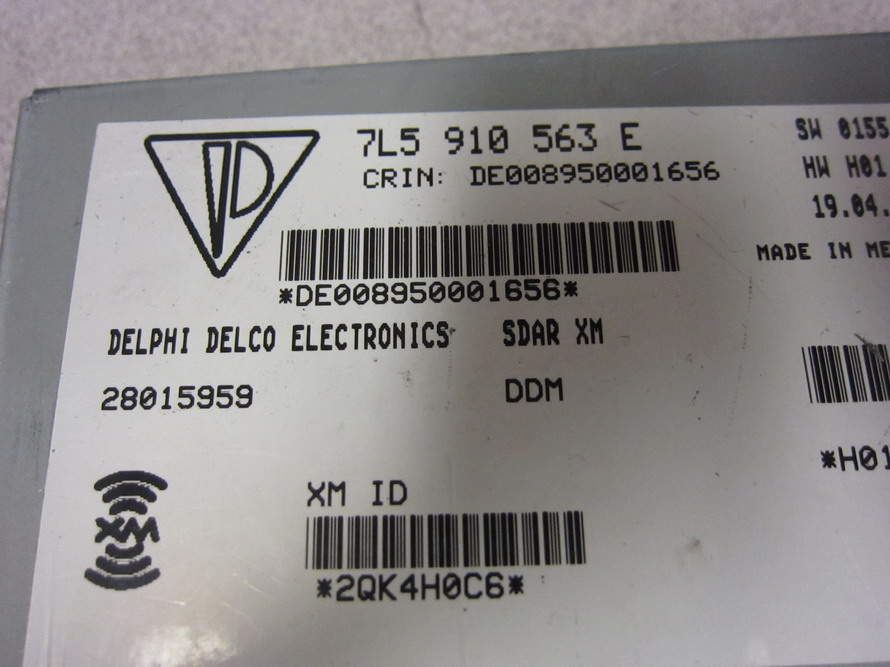 7L5 910 563 E
CRIN: DE008950001656
*DE008950001656*
DELPHI DELCO ELECTRONICS SDAR XM
28015959 DDM
XM
XM ID
*2QK4H0C6*
SW 0155
HW H01
19.04.
MADE IN ME
*H01